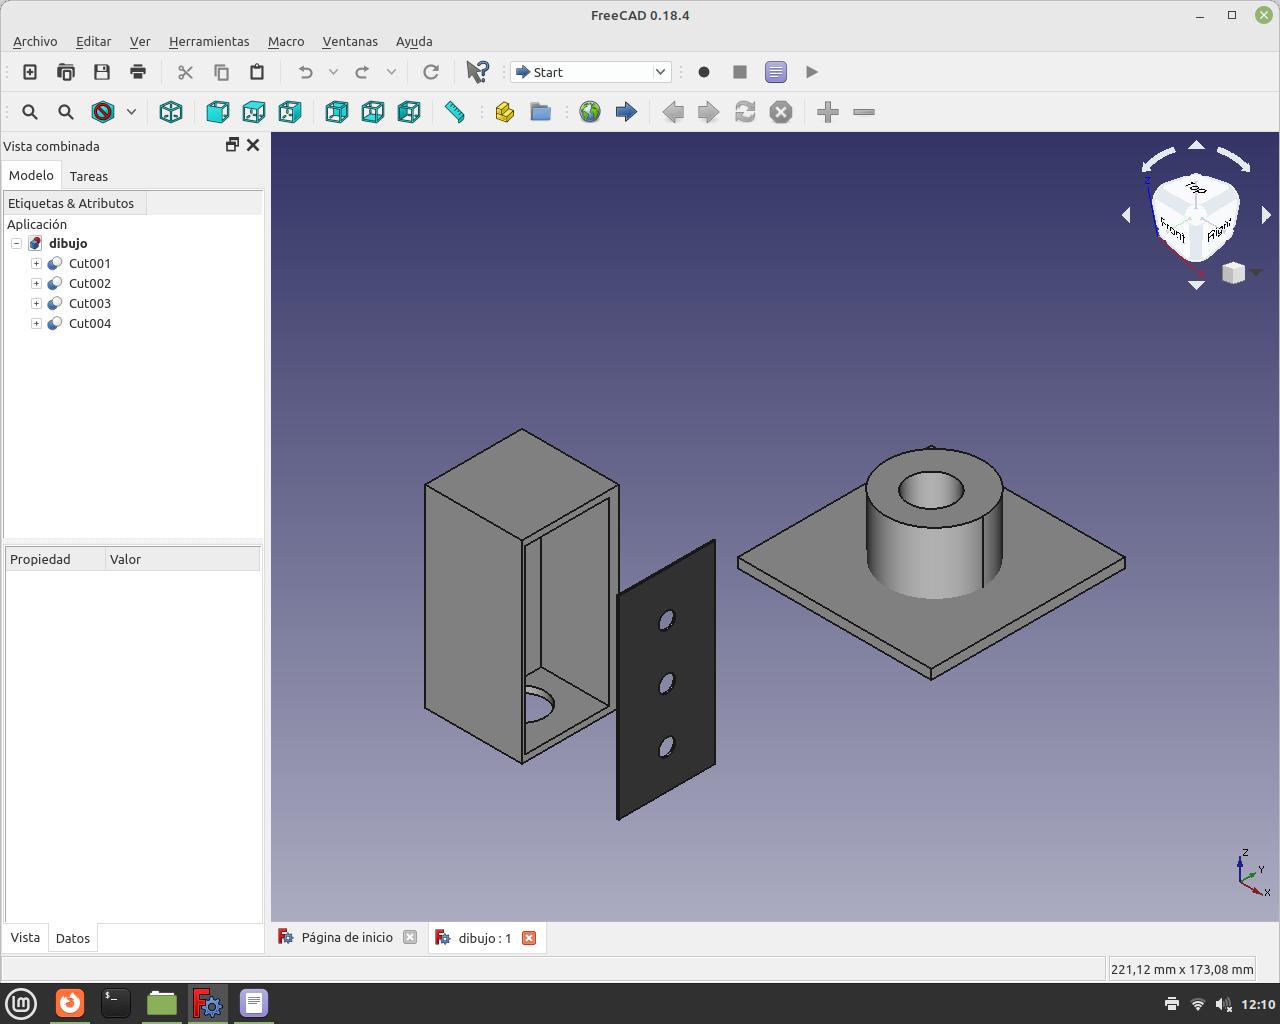 FreeCAD 0.18.4
Archivo Editar Ver Herramientas Macro Ventanas Ayuda
Start
Vista combinada
Modelo Tareas
Etiquetas & Atributos
Aplicación
dibujo
Cut001
Cut002
Cut003
Cut004
Propiedad Valor
Vista Datos
Top
Front Right
Z
Z
Y
X
Página de inicio dibujo : 1
221,12 mm x 173,08 mm
12:10